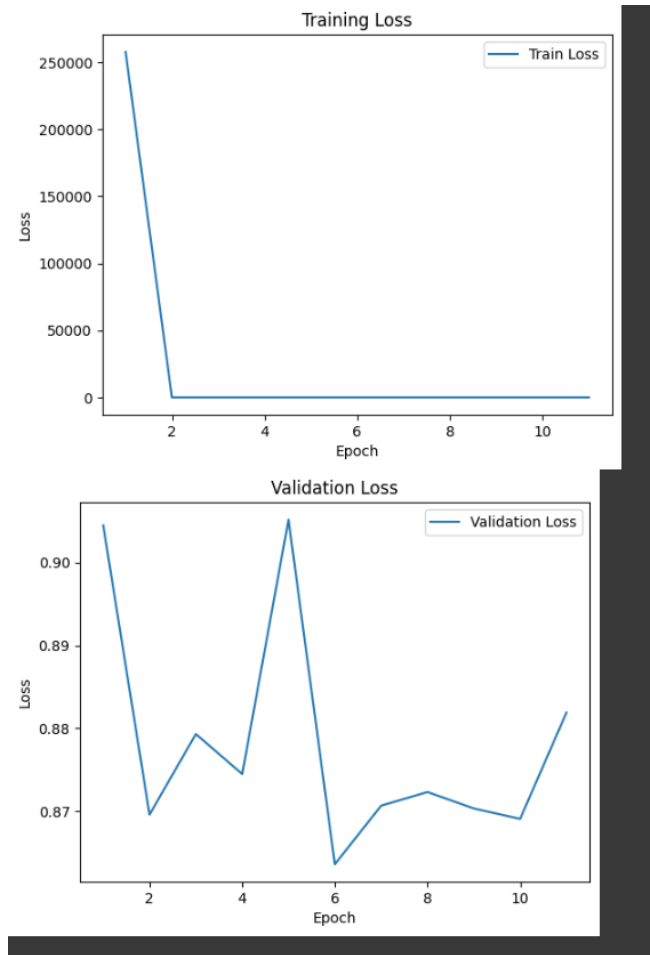 Training Loss
Train Loss
250000
200000
150000
100000
50000
0
Loss
2 4 6 8 10
Epoch
Validation Loss
Validation Loss
0.90
0.89
0.88
0.87
Loss
2 4 6 8 10
Epoch